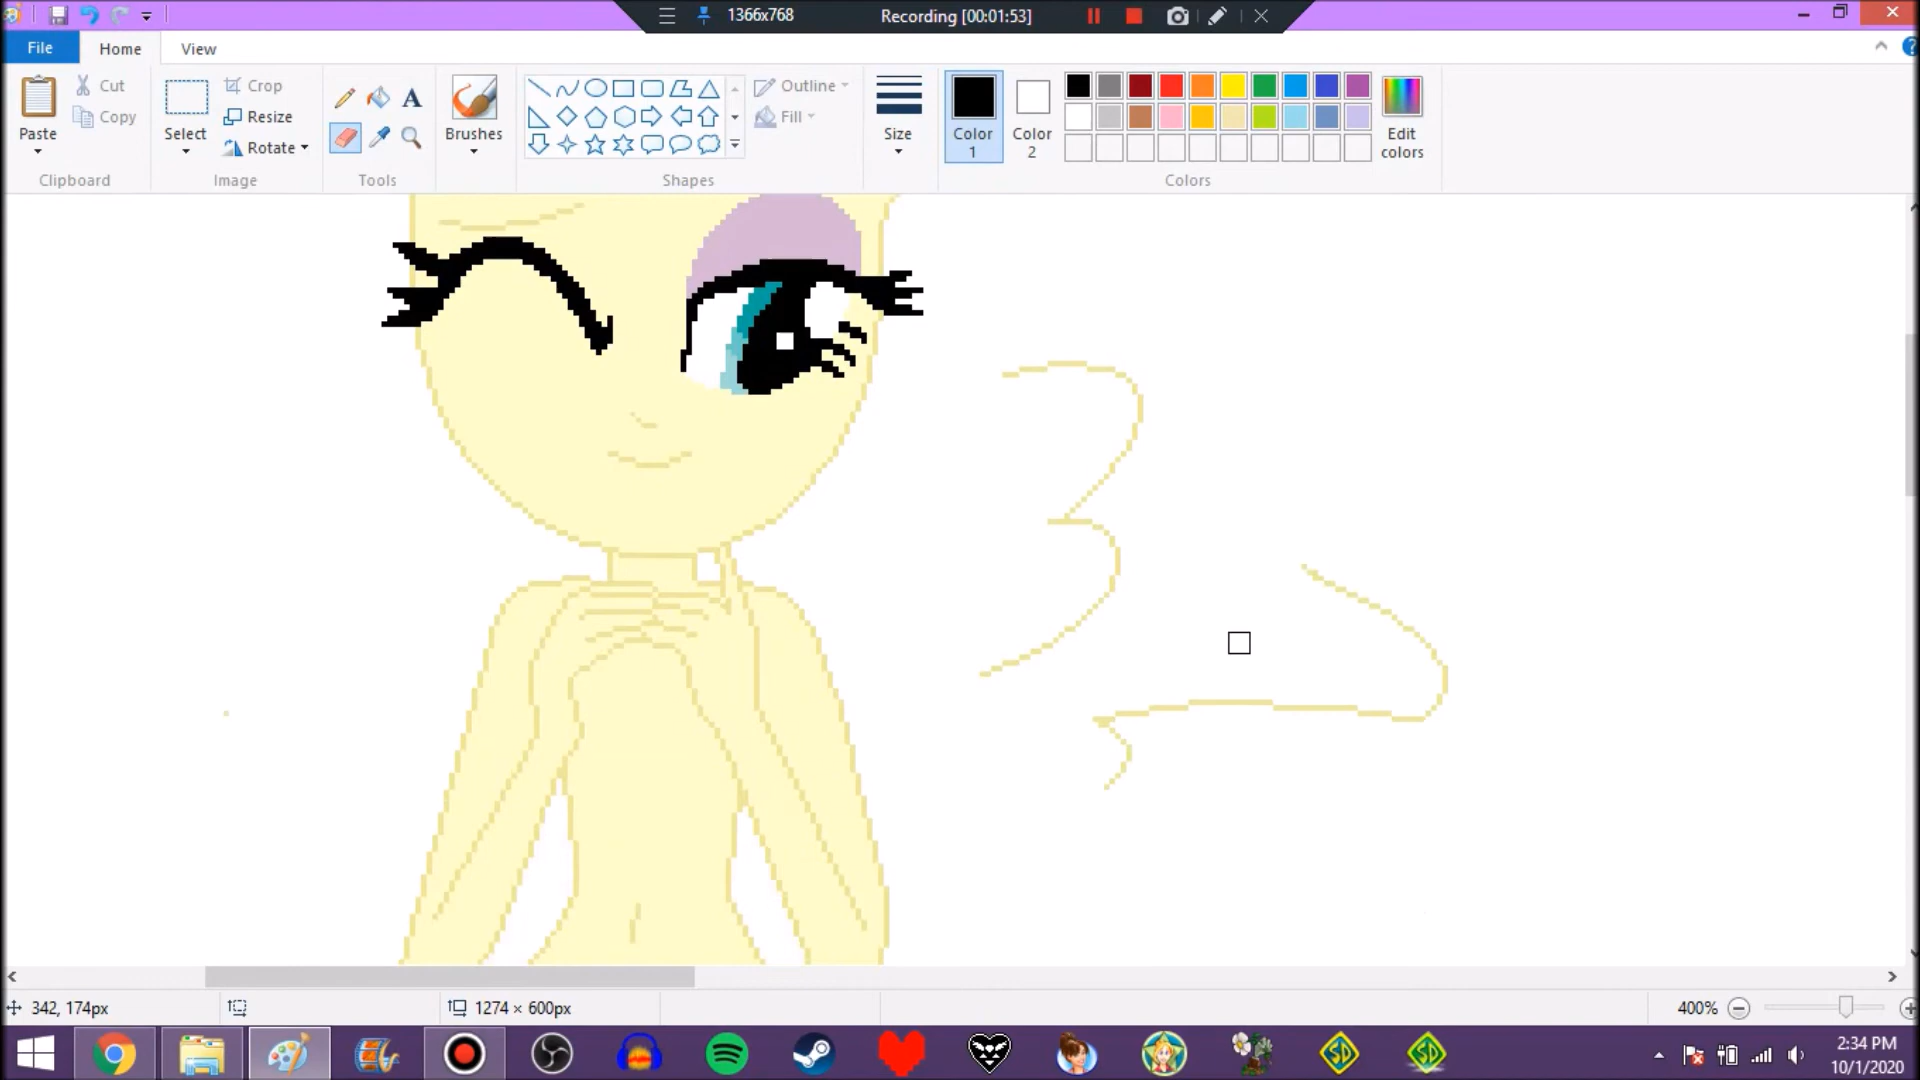 1366x768
Recording [00:01:53]
File
Home
View
Paste
Cut
Copy
Clipboard
Select
Crop
Resize
Rotate
Image
A
Tools
Brushes
Shapes
Outline
Fill
Size
Color
1
Color
2
Edit
colors
Colors
342, 174px
1274 × 600px
400%
SD
SD
2:34 PM
10/1/2020